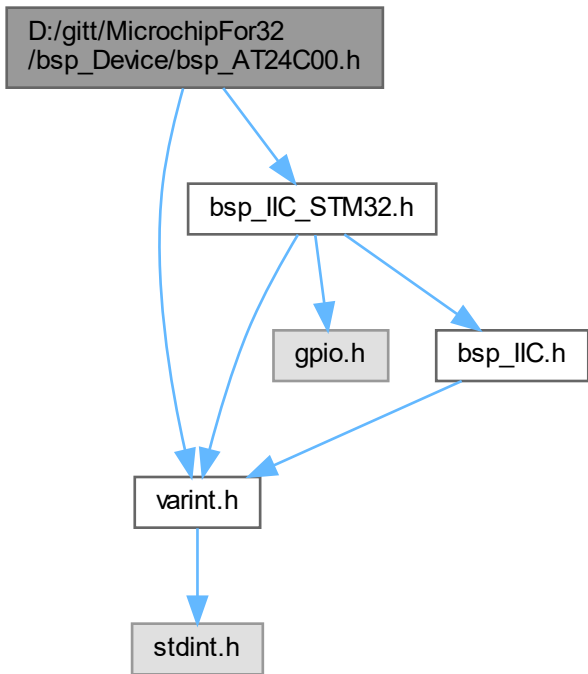 D:/gitt/MicrochipFor32
/bsp_Device/bsp_AT24C00.h
bsp_IIC_STM32.h
gpio.h
bsp_IIC.h
varint.h
stdint.h